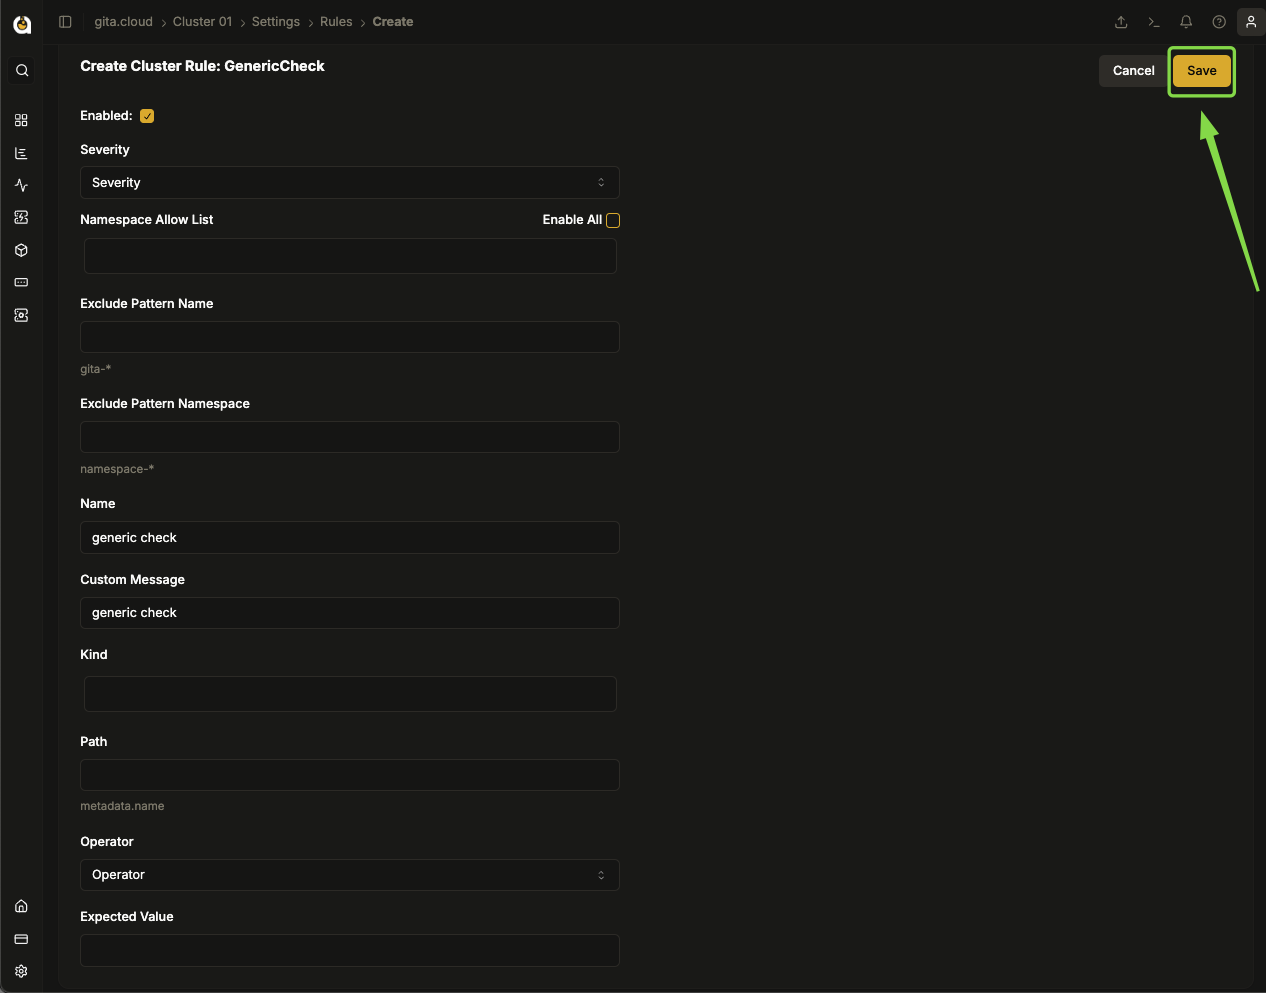 gita.cloud > Cluster 01 > Settings > Rules > Create
Create Cluster Rule: GenericCheck
Cancel
Save
Enabled:
Severity
Severity
Namespace Allow List
Enable All
Exclude Pattern Name
gita-*
Exclude Pattern Namespace
namespace-*
Name
generic check
Custom Message
generic check
Kind
Path
metadata.name
Operator
Operator
Expected Value